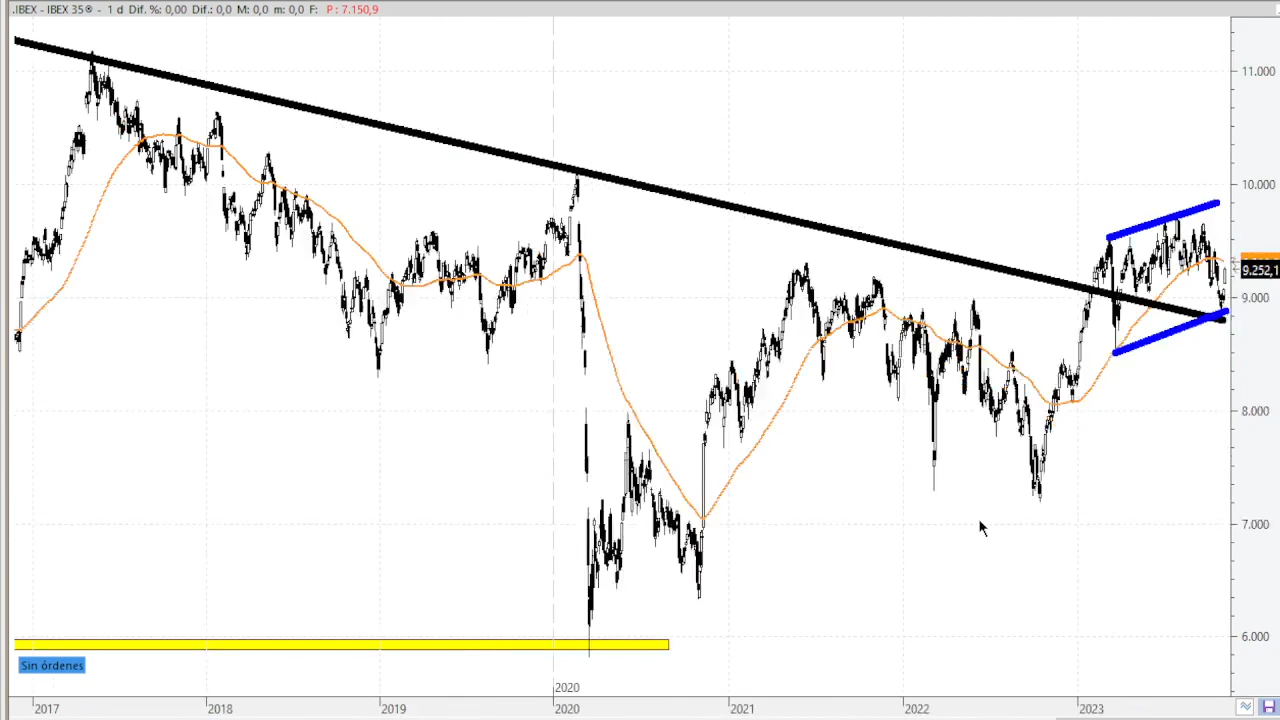 .IBEX - IBEX 35® - 1 d Dif. %: 0,00 Dif.: 0,0 M: 0,0 m: 0,0 F: P : 7.150,9
11.000
10.000
9.252,1
9.000
8.000
7.000
6.000
Sin órdenes
2020
2017 2018 2019 2020 2021 2022 2023